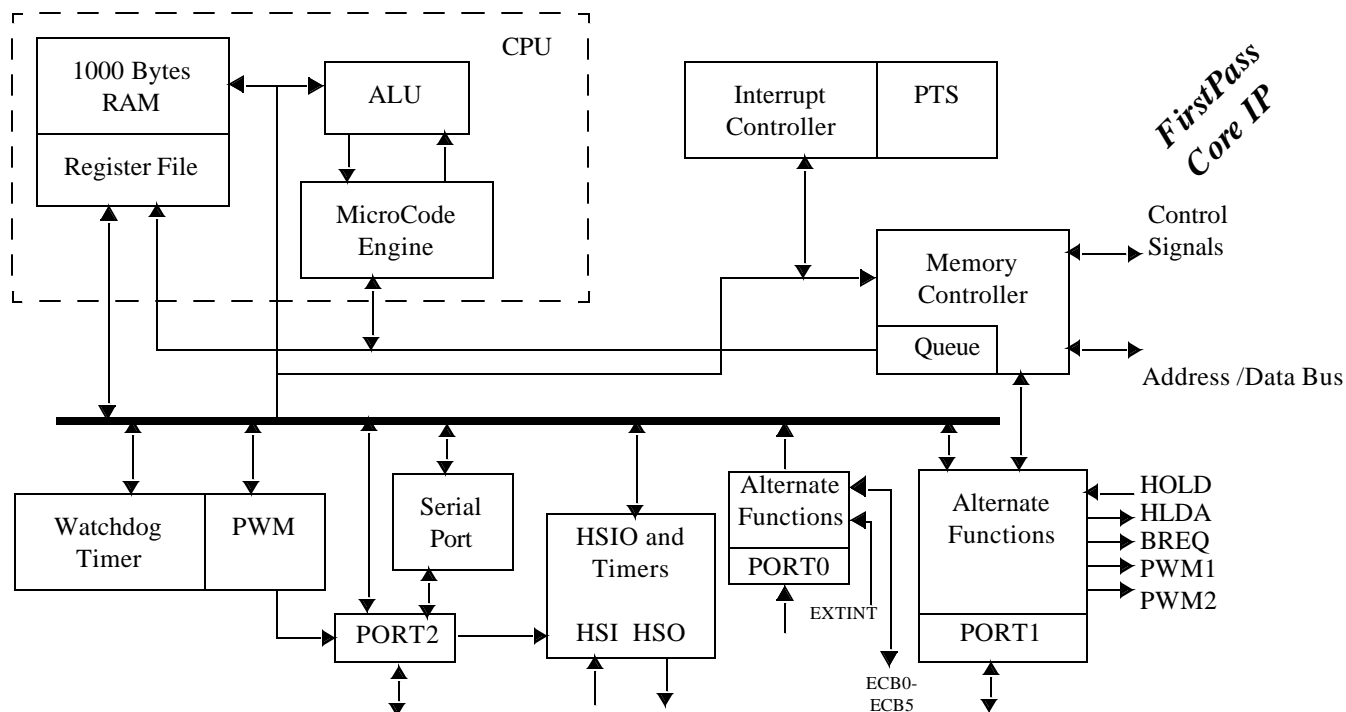 CPU
1000 Bytes
RAM
Register File
ALU
MicroCode
Engine
Interrupt
Controller
PTS
FirstPass
Core IP
Memory
Controller
Queue
Control
Signals
Address /Data Bus
Watchdog
Timer
PWM
Serial
Port
PORT2
HSIO and
Timers
HSI HSO
Alternate
Functions
PORT0
EXTINT
ECB0-
ECB5
Alternate
Functions
PORT1
HOLD
HLDA
BREQ
PWM1
PWM2